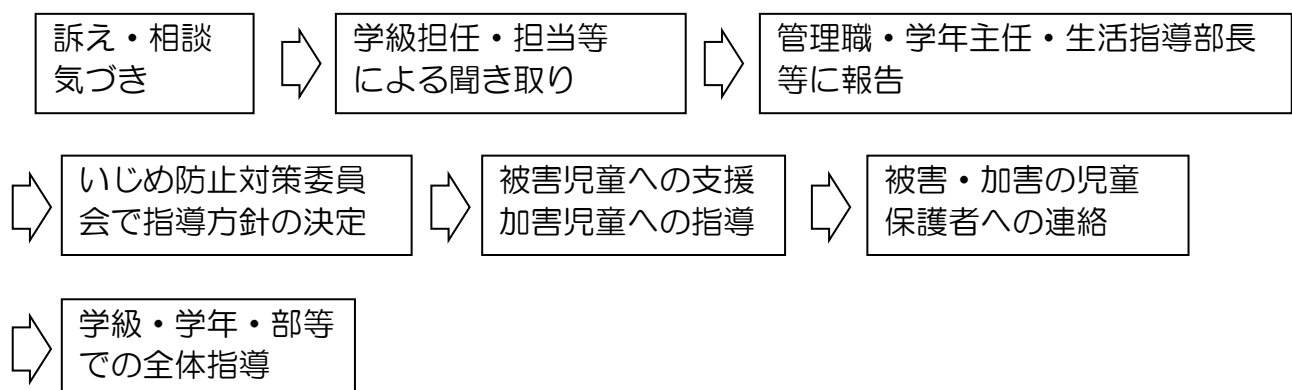 訴え・相談
気づき
学級担任・担当等
による聞き取り
管理職・学年主任・生活指導部長
等に報告
いじめ防止対策委員
会で指導方針の決定
被害児童への支援
加害児童への指導
被害・加害の児童
保護者への連絡
学級・学年・部等
での全体指導